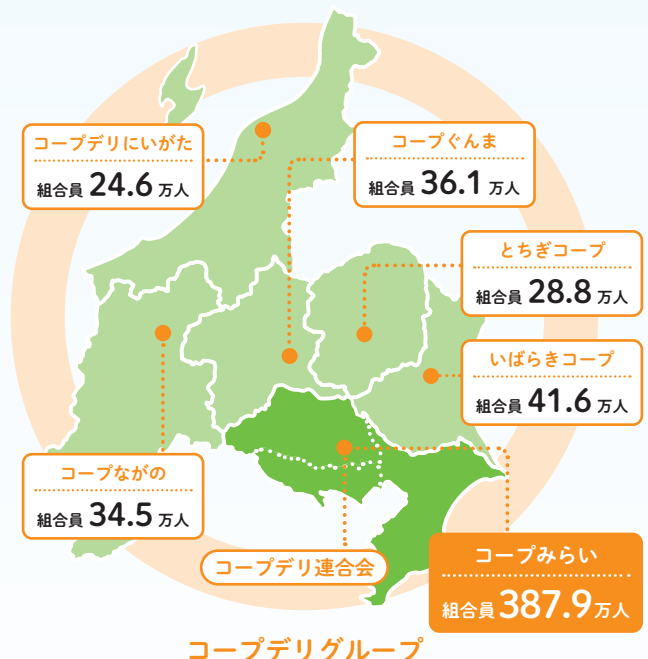 コープデリにいがた
組合員 24.6 万人
コープぐんま
組合員 36.1 万人
とちぎコープ
組合員 28.8 万人
いばらきコープ
組合員 41.6 万人
コープながの
組合員 34.5 万人
コープデリ連合会
コープみらい
組合員 387.9 万人
コープデリグループ